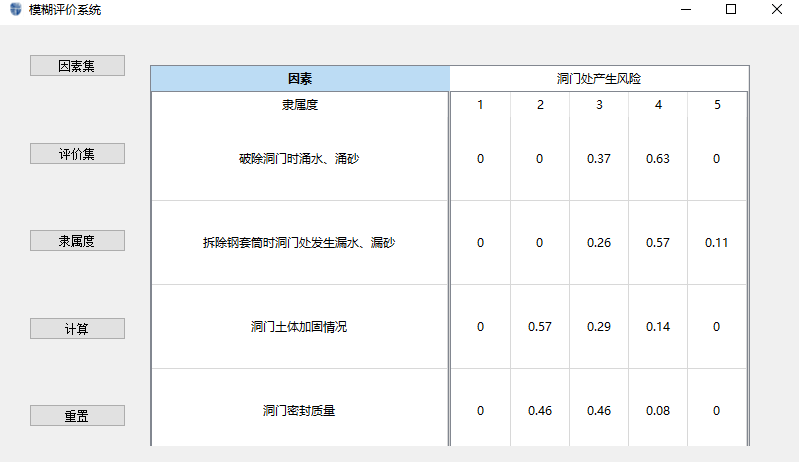 模糊评价系统
因素集
评价集
隶属度
计算
重置
因素 洞门处产生风险
隶属度 1 2 3 4 5
破除洞门时涌水、涌砂 0 0 0.37 0.63 0
拆除钢套筒时洞门处发生漏水、漏砂 0 0 0.26 0.57 0.11
洞门土体加固情况 0 0.57 0.29 0.14 0
洞门密封质量 0 0.46 0.46 0.08 0